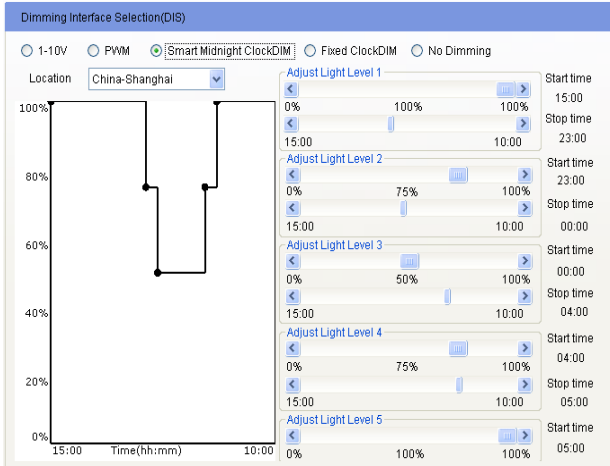 Dimming Interface Selection(DIS)
1-10V PWM Smart Midnight ClockDIM Fixed ClockDIM No Dimming
Location China-Shanghai
100%
80%
60%
40%
20%
0%
15:00 Time(hh:mm) 10:00
Adjust Light Level 1
0% 100% 100%
15:00 10:00
Start time
15:00
Stop time
23:00
Adjust Light Level 2
0% 75% 100%
15:00 10:00
Start time
23:00
Stop time
00:00
Adjust Light Level 3
0% 50% 100%
15:00 10:00
Start time
00:00
Stop time
04:00
Adjust Light Level 4
0% 75% 100%
15:00 10:00
Start time
04:00
Stop time
05:00
Adjust Light Level 5
0% 100% 100%
Start time
05:00